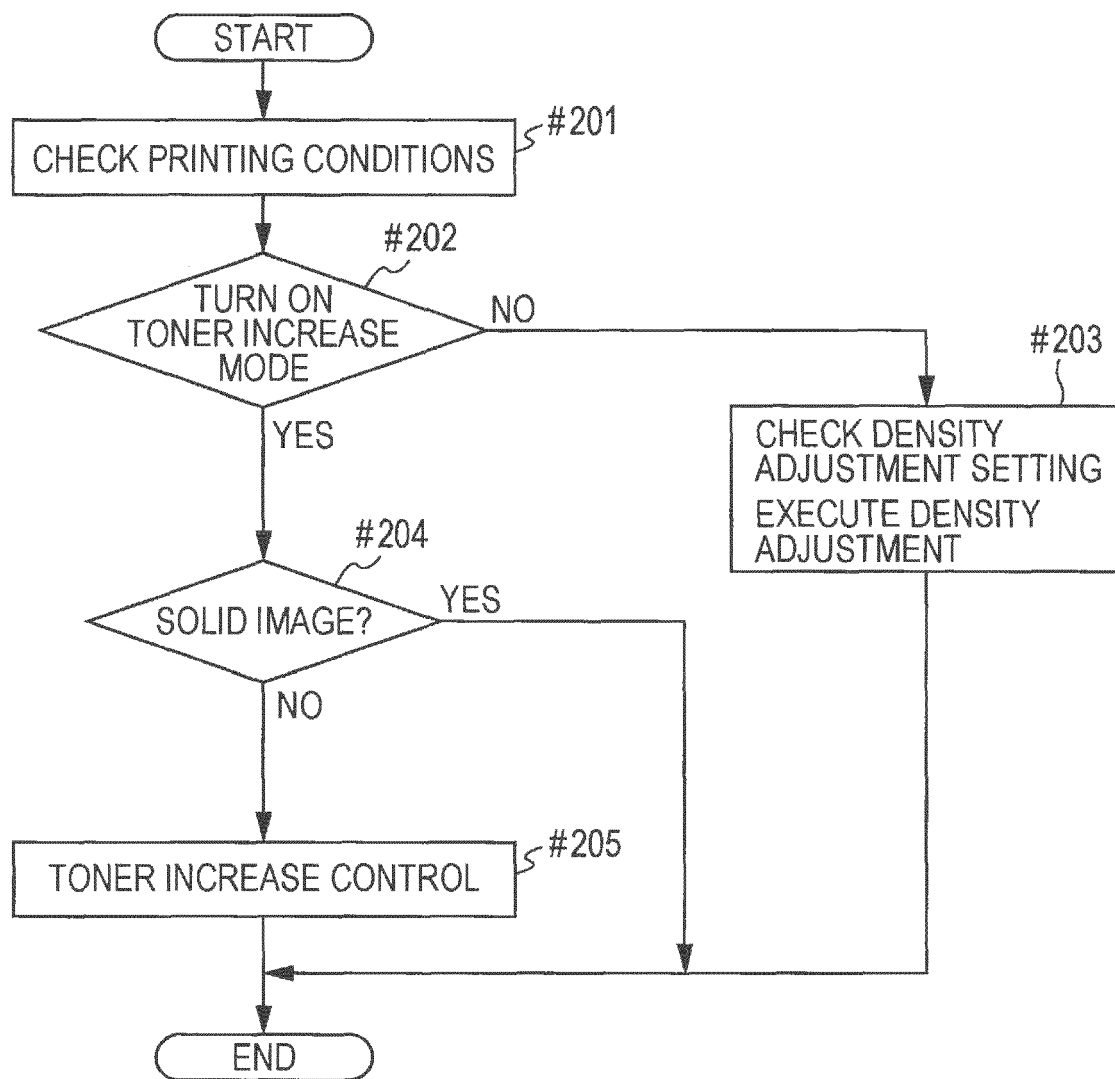 START
#201
CHECK PRINTING CONDITIONS
#202
TURN ON
TONER INCREASE
MODE
NO
YES
#203
CHECK DENSITY
ADJUSTMENT SETTING
EXECUTE DENSITY
ADJUSTMENT
#204
SOLID IMAGE?
YES
NO
#205
TONER INCREASE CONTROL
END